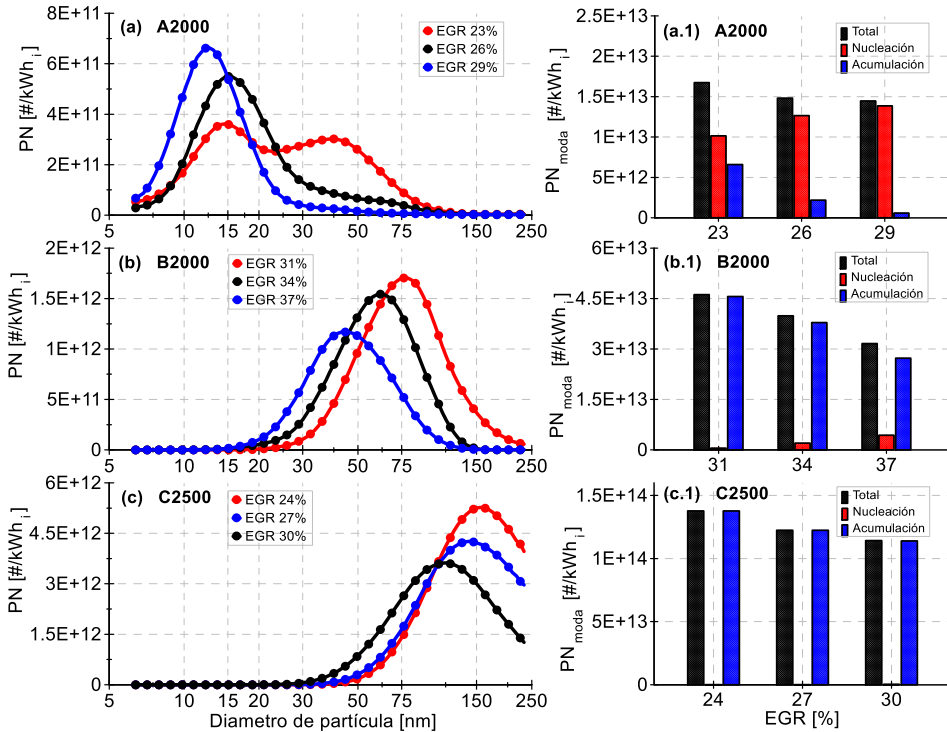 (a) A2000
EGR 23%
EGR 26%
EGR 29%
PN [#/kWh_i]
8E+11
6E+11
4E+11
2E+11
0
5 10 15 20 30 50 75 150 250
(a.1) A2000
Total
Nucleación
Acumulación
PN_moda [#/kWh_i]
2.5E+13
1.5E+13
1E+13
5E+12
0
23 26 29
(b) B2000
EGR 31%
EGR 34%
EGR 37%
PN [#/kWh_i]
2E+12
1.5E+12
1E+12
5E+11
0
5 10 15 20 30 50 75 150 250
(b.1) B2000
Total
Nucleación
Acumulación
PN_moda [#/kWh_i]
6E+13
4.5E+13
3E+13
1.5E+13
0
31 34 37
(c) C2500
EGR 24%
EGR 27%
EGR 30%
PN [#/kWh_i]
6E+12
4.5E+12
3E+12
1.5E+12
0
5 10 15 20 30 50 75 150 250
Diametro de partícula [nm]
(c.1) C2500
Total
Nucleación
Acumulación
PN_moda [#/kWh_i]
1.5E+14
1E+14
5E+13
0
24 27 30
EGR [%]